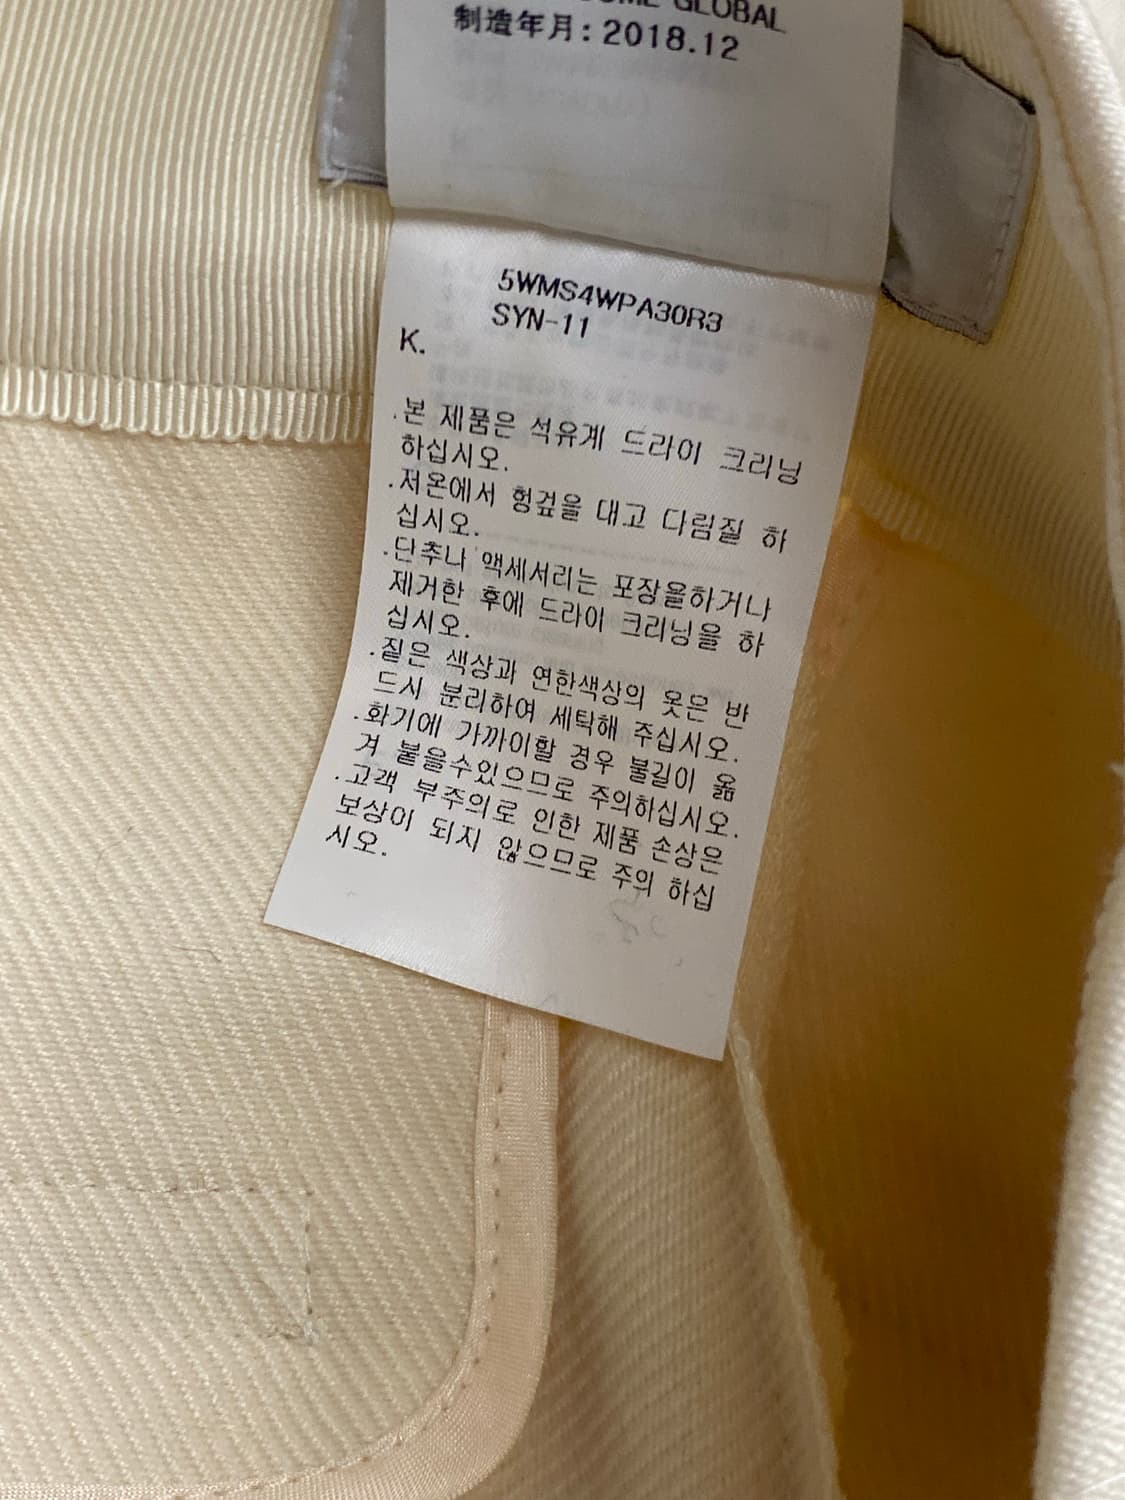 GLOBAL
制造年月: 2018.12
5WMS4WPA30R3
SYN-11
K.
.본 제품은 석유계 드라이 크리닝
하십시오.
.저온에서 헝겊을 대고 다림질 하
십시오.
.단추나 액세서리는 포장을하거나
제거한 후에 드라이 크리닝을 하
십시오.
.짙은 색상과 연한색상의 옷은 반
드시 분리하여 세탁해 주십시오.
.화기에 가까이할 경우 불길이 옮
겨 붙을수있으므로 주의하십시오.
.고객 부주의로 인한 제품 손상은
보상이 되지 않으므로 주의 하십
시오.